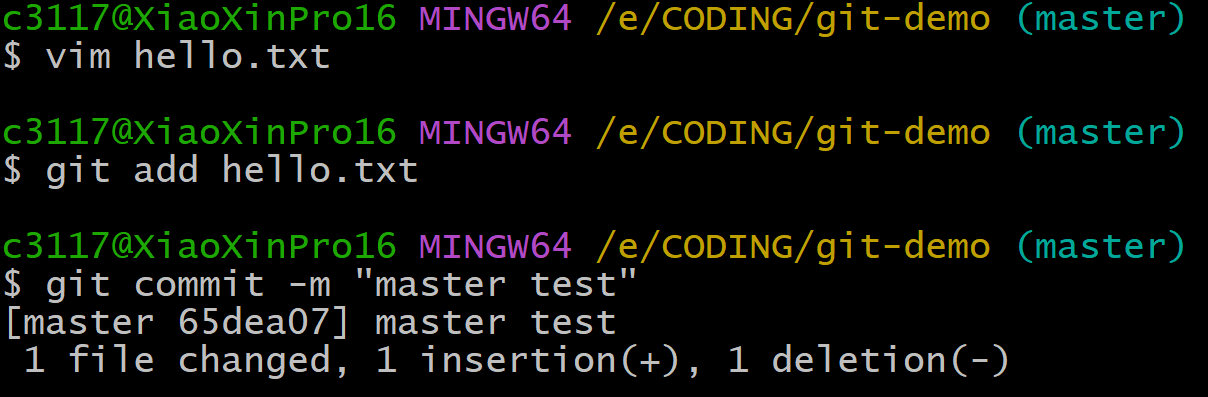 c3117@XiaoXinPro16 MINGW64 /e/CODING/git-demo (master)
$ vim hello.txt
c3117@XiaoXinPro16 MINGW64 /e/CODING/git-demo (master)
$ git add hello.txt
c3117@XiaoXinPro16 MINGW64 /e/CODING/git-demo (master)
$ git commit -m "master test"
[master 65dea07] master test
 1 file changed, 1 insertion(+), 1 deletion(-)